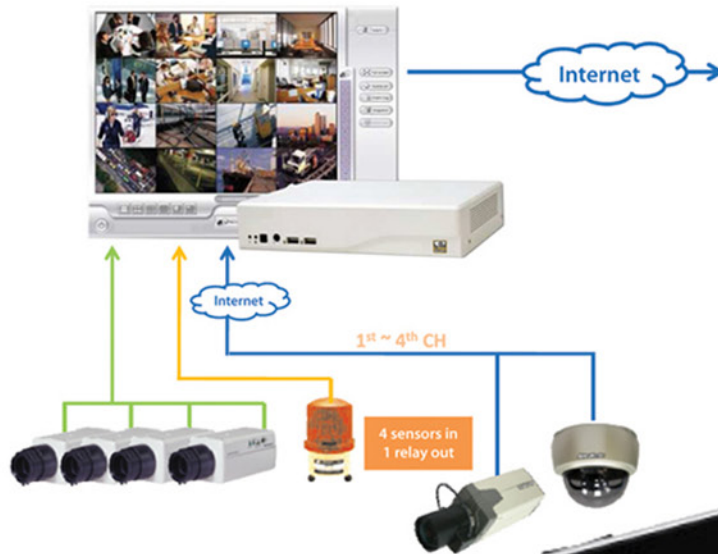 Internet
Internet
1st ~ 4th CH
4 sensors in
1 relay out